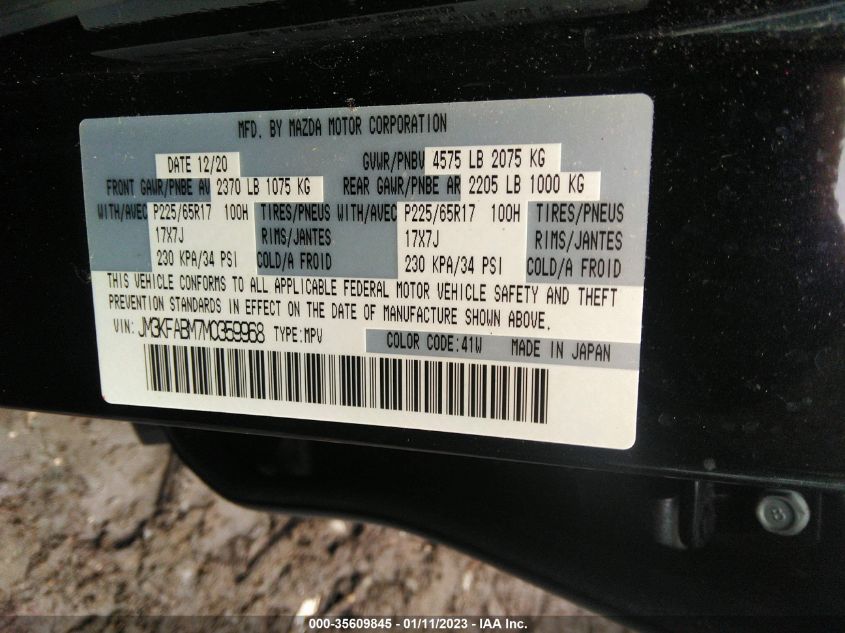 MFD. BY MAZDA MOTOR CORPORATION
DATE 12/20 GVWR/PNBV 4575 LB 2075 KG
FRONT GAWR/PNBE AV 2370 LB 1075 KG REAR GAWR/PNBE AR 2205 LB 1000 KG
WITH/AVEC P225/65R17 100H TIRES/PNEUS WITH/AVEC P225/65R17 100H TIRES/PNEUS
17X7J RIMS/JANTES 17X7J RIMS/JANTES
230 KPA/34 PSI COLD/A FROID 230 KPA/34 PSI COLD/A FROID
THIS VEHICLE CONFORMS TO ALL APPLICABLE FEDERAL MOTOR VEHICLE SAFETY AND THEFT
PREVENTION STANDARDS IN EFFECT ON THE DATE OF MANUFACTURE SHOWN ABOVE.
VIN: JM3KFABM7M0359968 TYPE:MPV COLOR CODE:41W MADE IN JAPAN
8
000-35609845 - 01/11/2023 - IAA Inc.